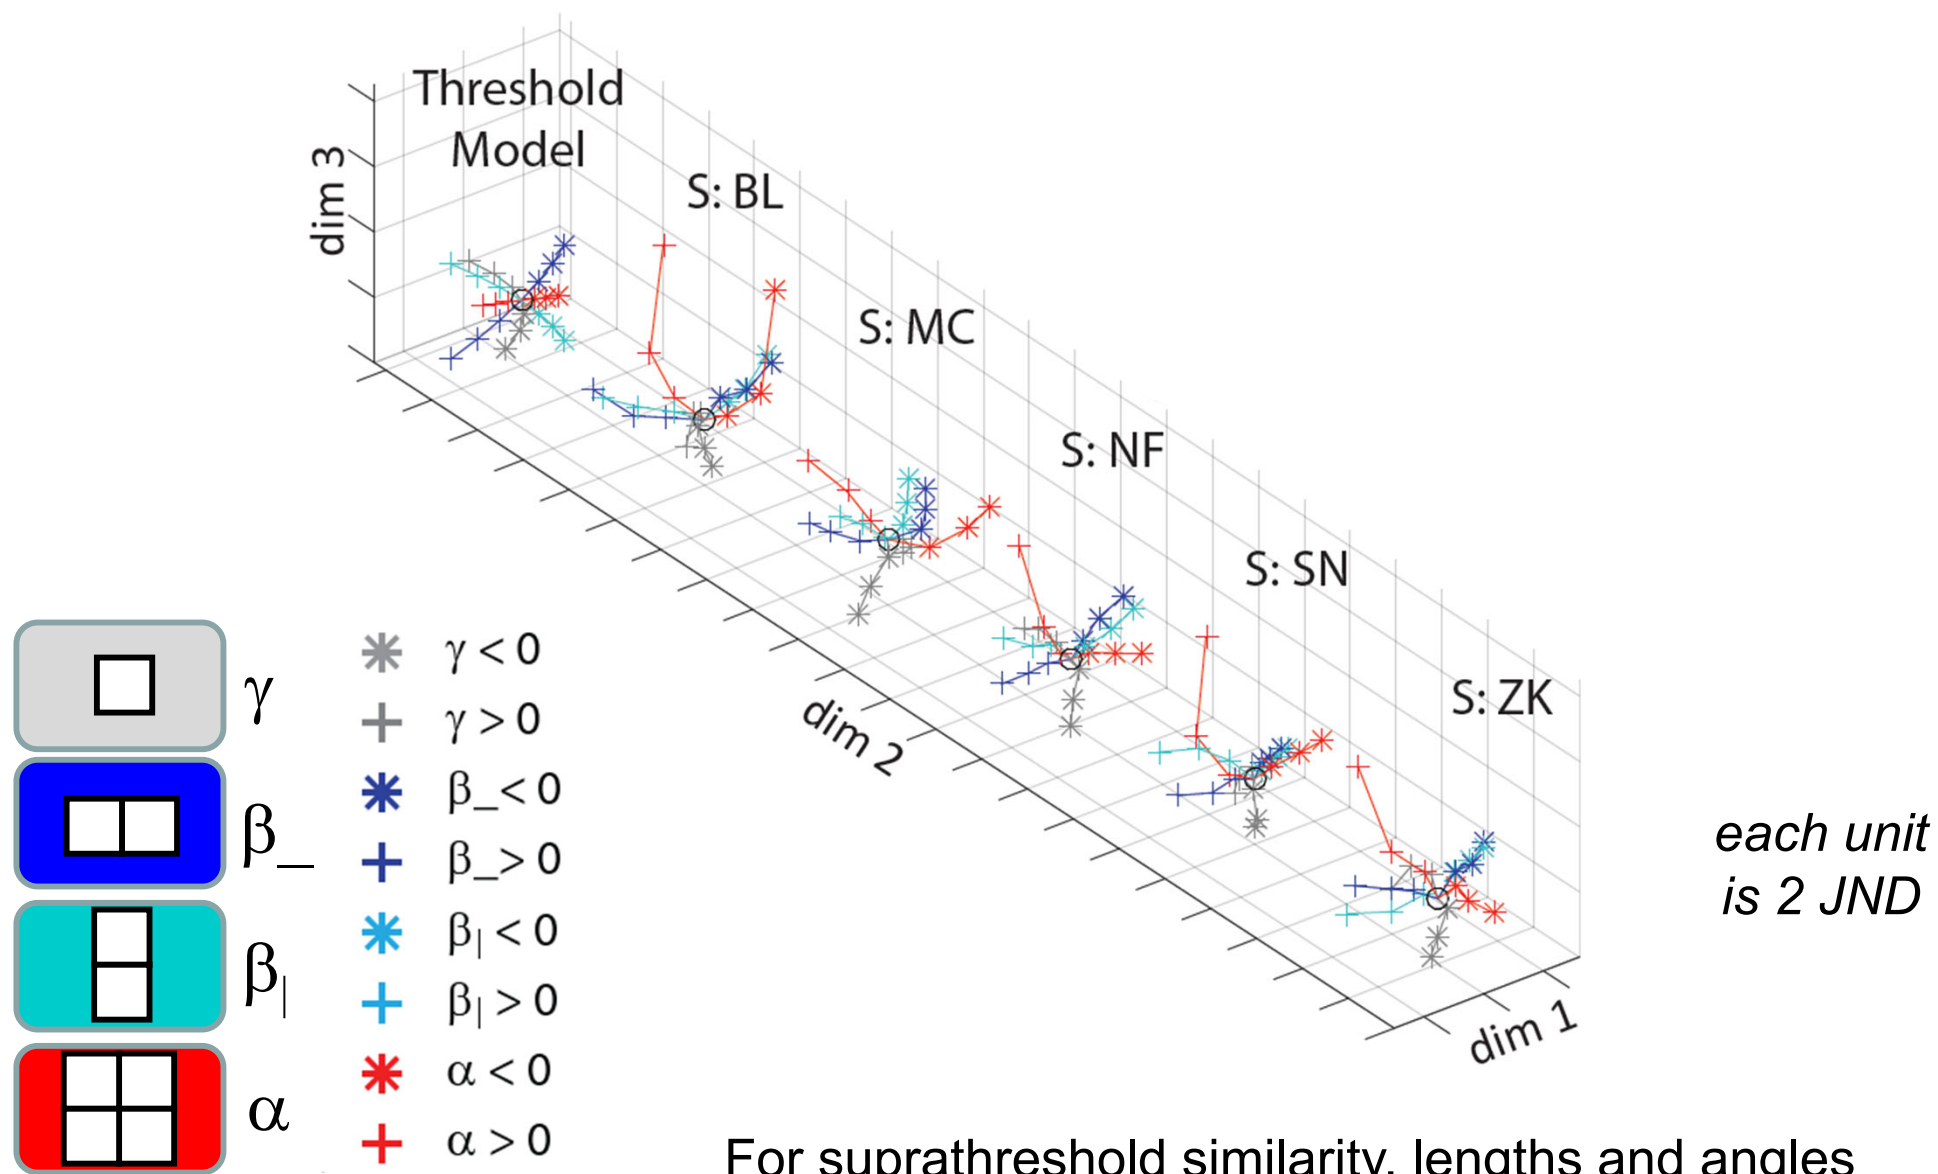 Threshold
Model
S: BL
S: MC
S: NF
S: SN
S: ZK
dim 3
dim 2
dim 1
γ
β_
β|
α
γ < 0
γ > 0
β_< 0
β_> 0
β| < 0
β| > 0
α < 0
α > 0
each unit
is 2 JND
For suprathreshold similarity, lengths and angles